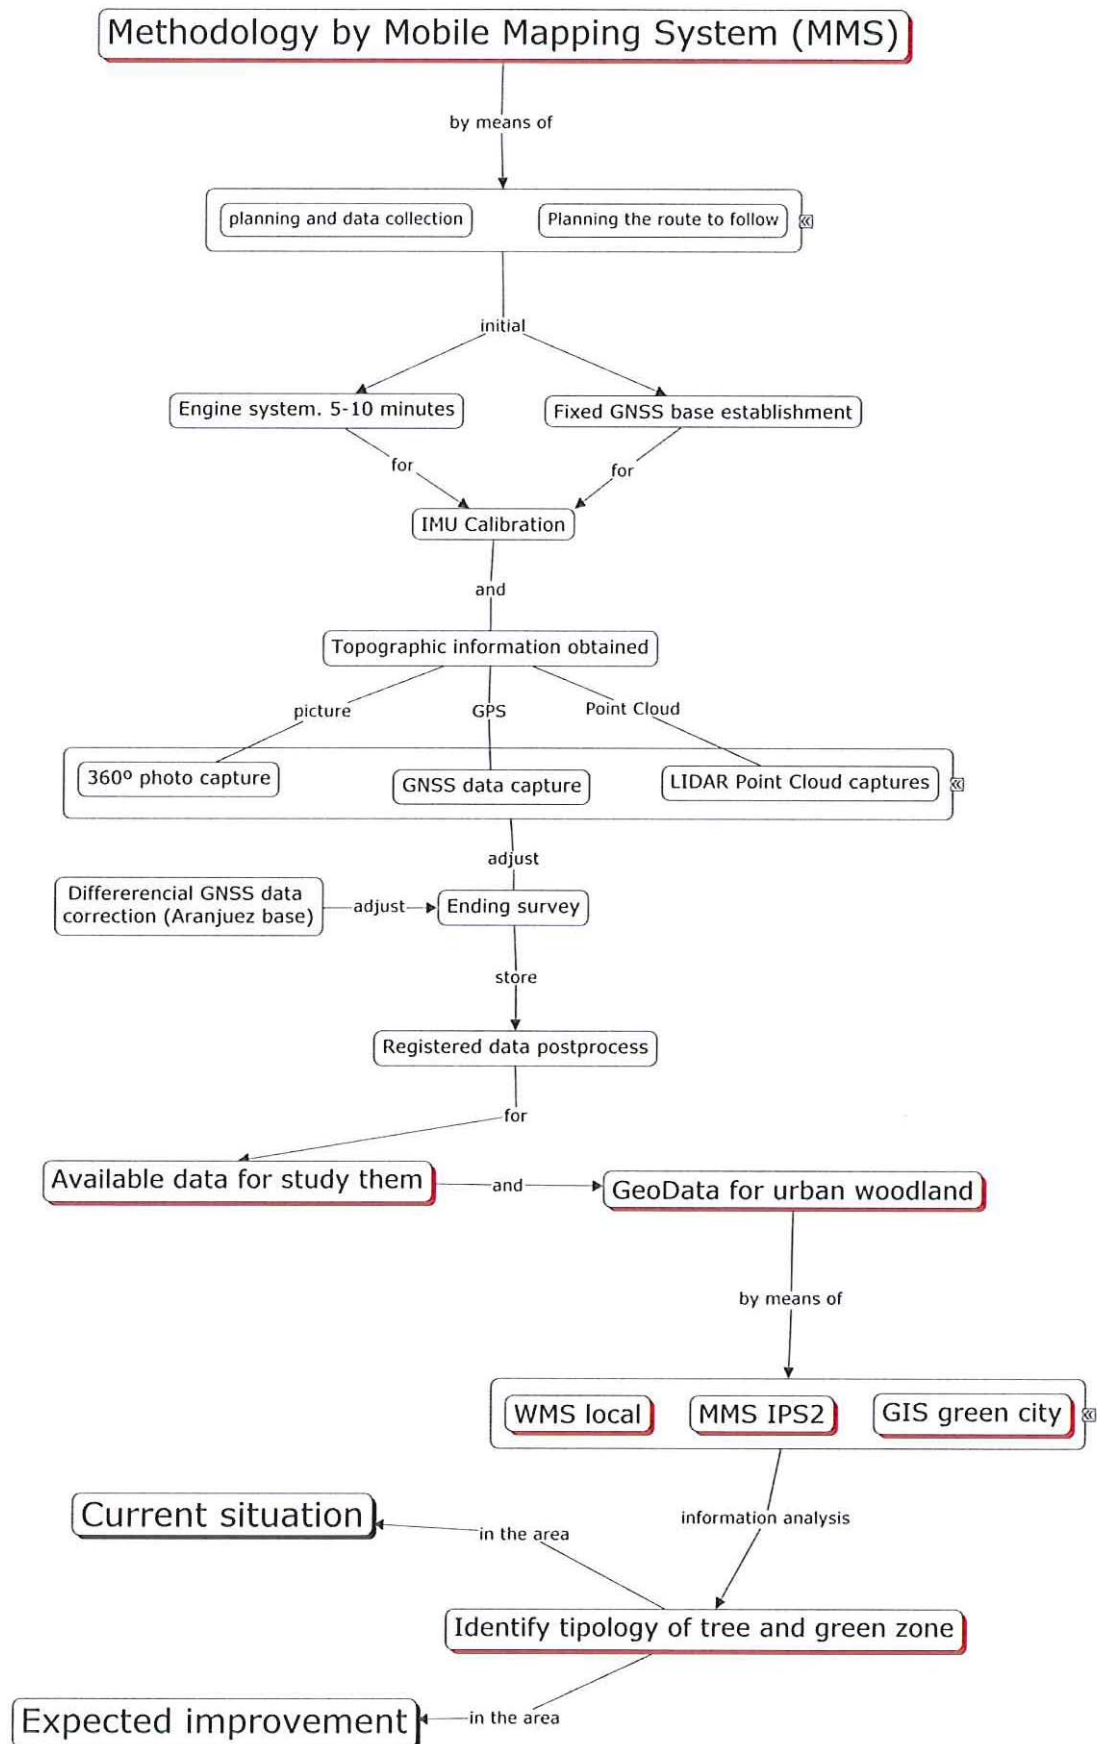 Methodology by Mobile Mapping System (MMS)
by means of
planning and data collection
Planning the route to follow
initial
Engine system. 5-10 minutes
Fixed GNSS base establishment
for
for
IMU Calibration
and
Topographic information obtained
picture
GPS
Point Cloud
360º photo capture
GNSS data capture
LIDAR Point Cloud captures
adjust
Differerencial GNSS data
correction (Aranjuez base)
adjust
Ending survey
store
Registered data postprocess
for
Available data for study them
and
GeoData for urban woodland
by means of
WMS local
MMS IPS2
GIS green city
information analysis
Current situation
in the area
Identify tipology of tree and green zone
Expected improvement
in the area